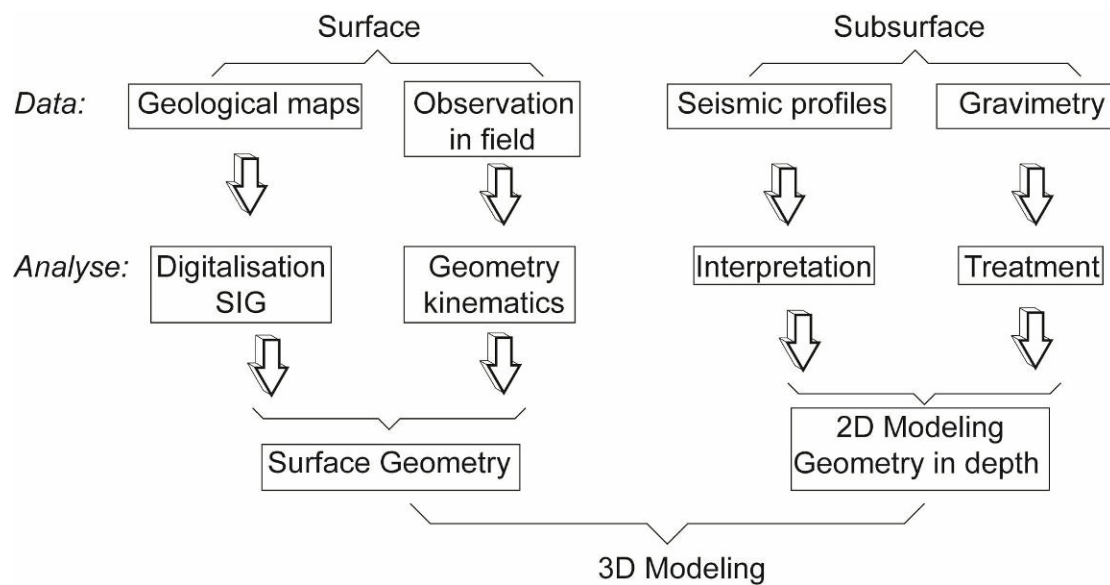 Surface
Subsurface
Data:
Geological maps
Observation
in field
Seismic profiles
Gravimetry
Analyse:
Digitalisation
SIG
Geometry
kinematics
Interpretation
Treatment
Surface Geometry
2D Modeling
Geometry in depth
3D Modeling